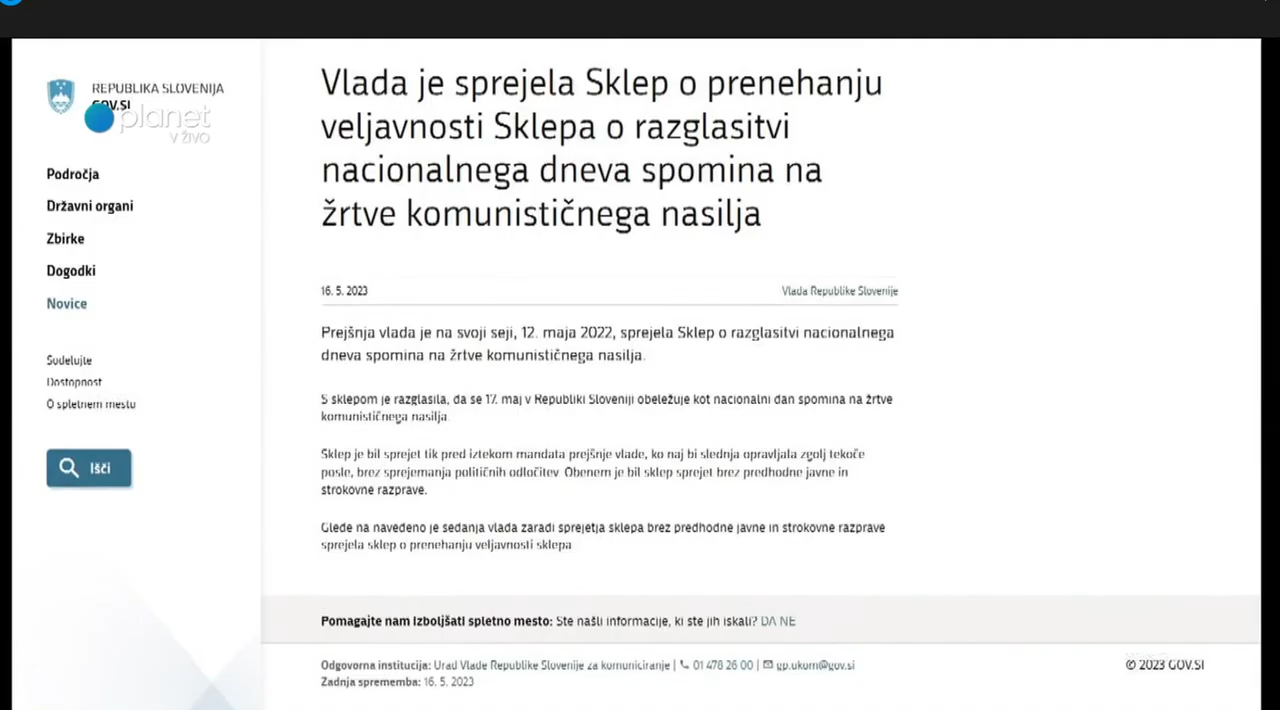 REPUBLIKA SLOVENIJA
GOV.SI
planet
V ŽIVO
Področja
Državni organi
Zbirke
Dogodki
Novice
Sodelujte
Dostopnost
O spletnem mestu
Išči
Vlada je sprejela Sklep o prenehanju
veljavnosti Sklepa o razglasitvi
nacionalnega dneva spomina na
žrtve komunističnega nasilja
16. 5. 2023
Vlada Republike Slovenije
Prejšnja vlada je na svoji seji, 12. maja 2022, sprejela Sklep o razglasitvi nacionalnega
dneva spomina na žrtve komunističnega nasilja.
S sklepom je razglasila, da se 17. maj v Republiki Sloveniji obeležuje kot nacionalni dan spomina na žrtve
komunističnega nasilja.
Sklep je bil sprejet tik pred iztekom mandata prejšnje vlade, ko naj bi slednja opravljala zgolj tekoče
posle, brez sprejemanja političnih odločitev. Obenem je bil sklep sprejet brez predhodne javne in
strokovne razprave.
Glede na navedeno je sedanja vlada zaradi sprejetja sklepa brez predhodne javne in strokovne razprave
sprejela sklep o prenehanju veljavnosti sklepa
Pomagajte nam izboljšati spletno mesto: Ste našli informacije, ki ste jih iskali? DA NE
Odgovorna institucija: Urad Vlade Republike Slovenije za komuniciranje | 01 478 26 00 | gp.ukom@gov.si
Zadnja sprememba: 16. 5. 2023
© 2023 GOV.SI